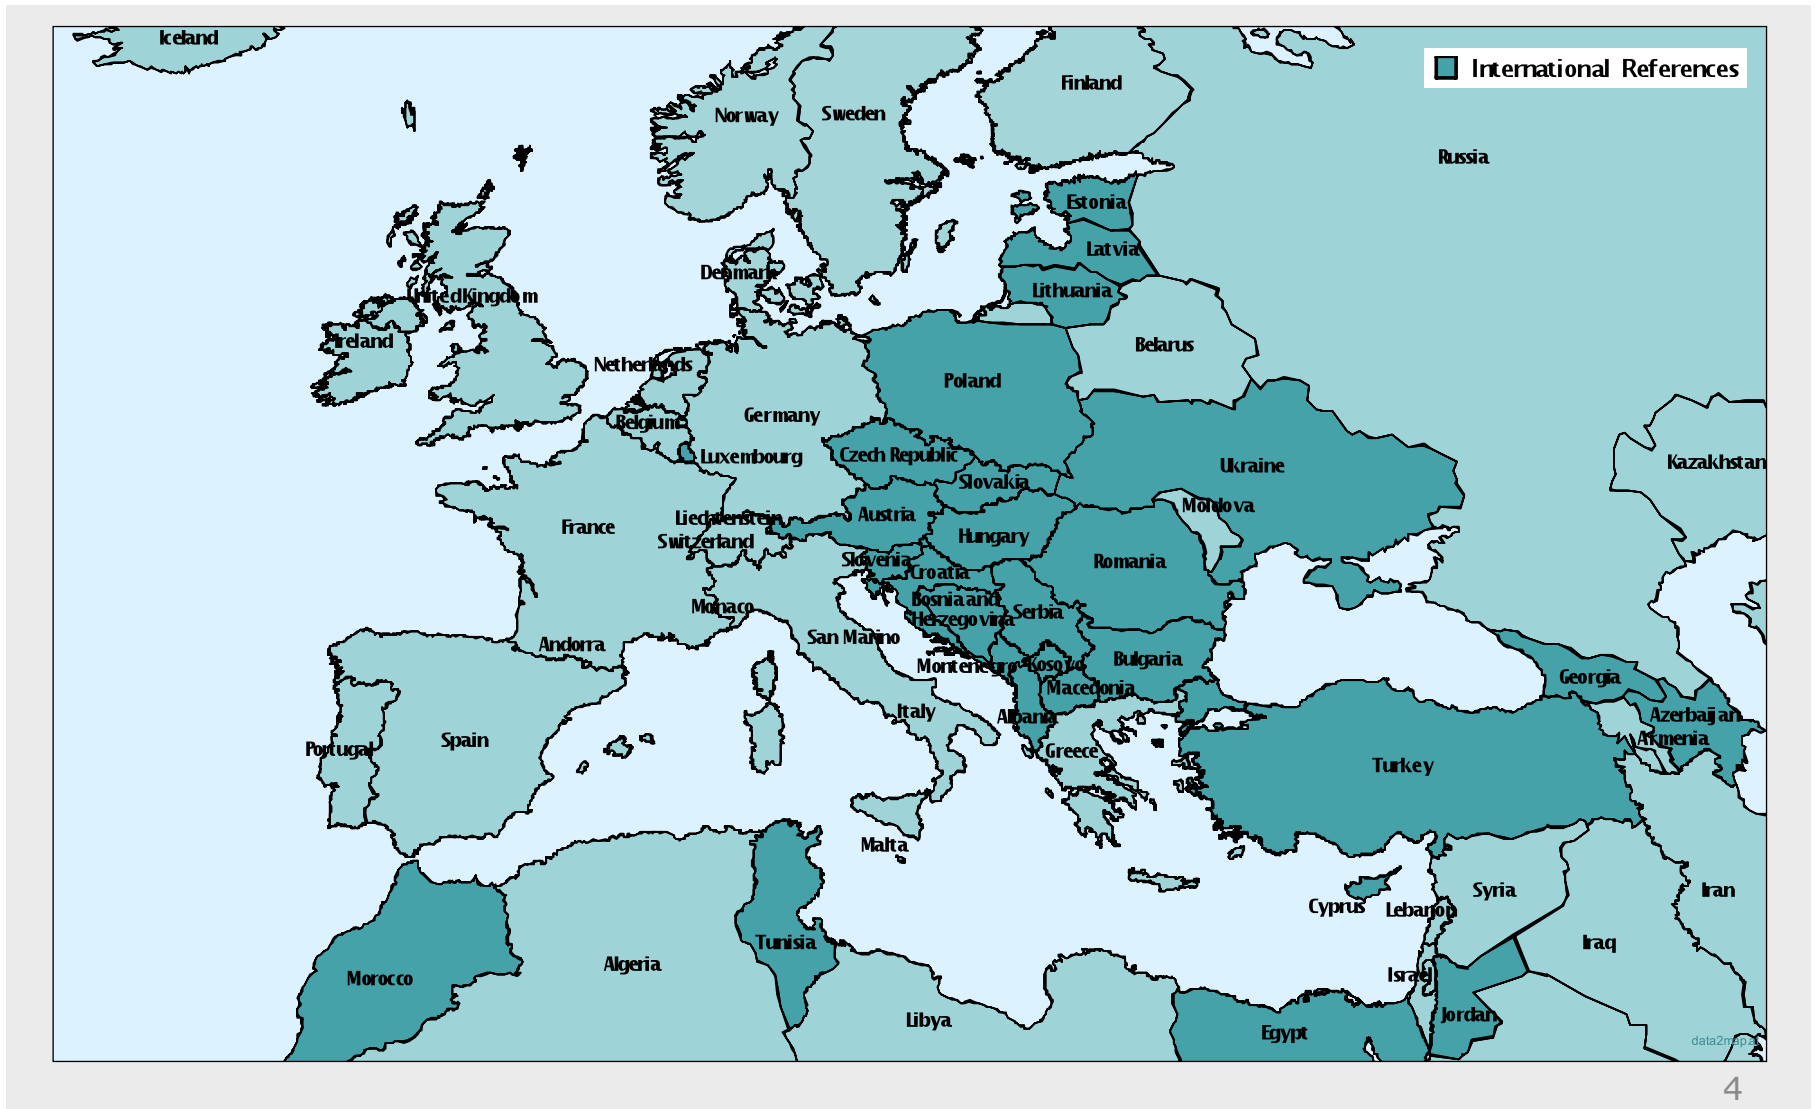 Iceland
International References
Finland
Norway
Sweden
Russia
Estonia
Latvia
Denmark
Lithuania
United Kingdom
Ireland
Belarus
Netherlands
Poland
Germany
Belgium
Luxembourg
Czech Republic
Ukraine
Kazakhstan
Slovakia
Moldova
Austria
Liechtenstein
France
Hungary
Switzerland
Slovenia
Romania
Croatia
Bosnia and
Herzegovina
Monaco
Serbia
San Marino
Andorra
Montenegro
Kosovo
Bulgaria
Georgia
Macedonia
Italy
Albania
Azerbaijan
Armenia
Portugal
Spain
Greece
Turkey
Malta
Cyprus
Lebanon
Syria
Iran
Tunisia
Iraq
Algeria
Morocco
Israel
Jordan
Libya
Egypt
data2map.at
4